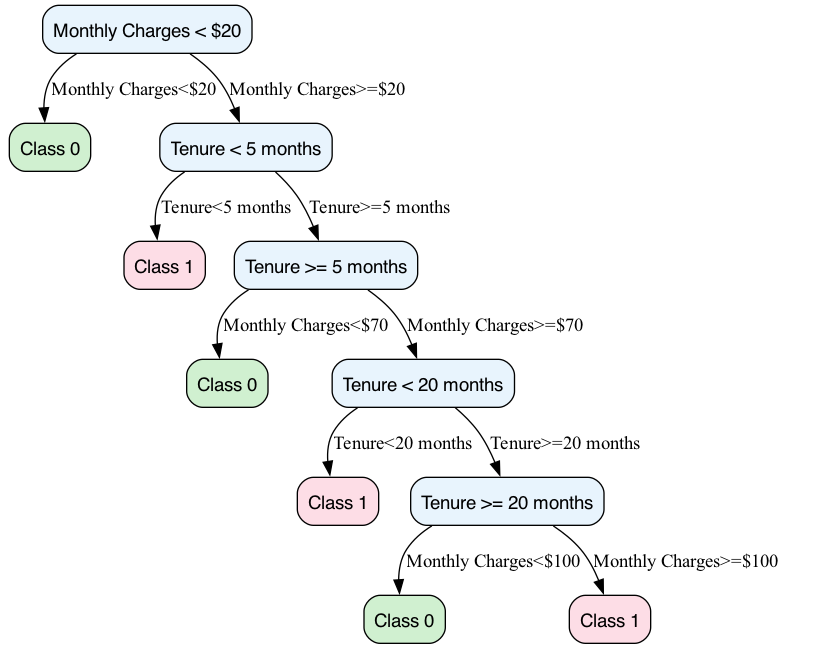 Monthly Charges < $20
Monthly Charges<$20
Monthly Charges>=$20
Class 0
Tenure < 5 months
Tenure<5 months
Tenure>=5 months
Class 1
Tenure >= 5 months
Monthly Charges<$70
Monthly Charges>=$70
Class 0
Tenure < 20 months
Tenure<20 months
Tenure>=20 months
Class 1
Tenure >= 20 months
Monthly Charges<$100
Monthly Charges>=$100
Class 0
Class 1